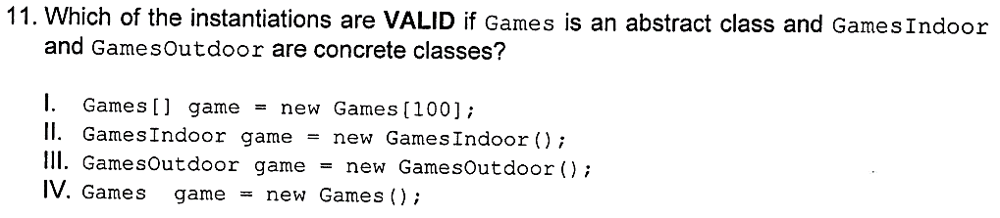 11. Which of the instantiations are VALID if Games is an abstract class and GamesIndoor
and GamesOutdoor are concrete classes?
I. Games[] game = new Games[100];
II. GamesIndoor game = new GamesIndoor();
III. GamesOutdoor game = new GamesOutdoor();
IV. Games game = new Games();